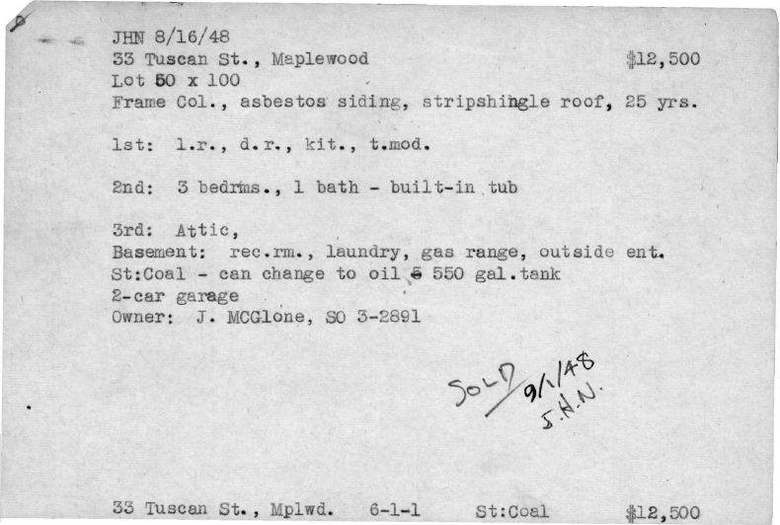 JHN 8/16/48
33 Tuscan St., Maplewood $12,500
Lot 50 x 100
Frame Col., asbestos siding, stripshingle roof, 25 yrs.
1st: l.r., d.r., kit., t.mod.
2nd: 3 bedrms., 1 bath - built-in tub
3rd: Attic,
Basement: rec.rm., laundry, gas range, outside ent.
St:Coal - can change to oil & 550 gal.tank
2-car garage
Owner: J. MCGlone, SO 3-2891
SOLD 9/1/48
J.H.N.
33 Tuscan St., Mplwd. 6-1-1 St:Coal $12,500